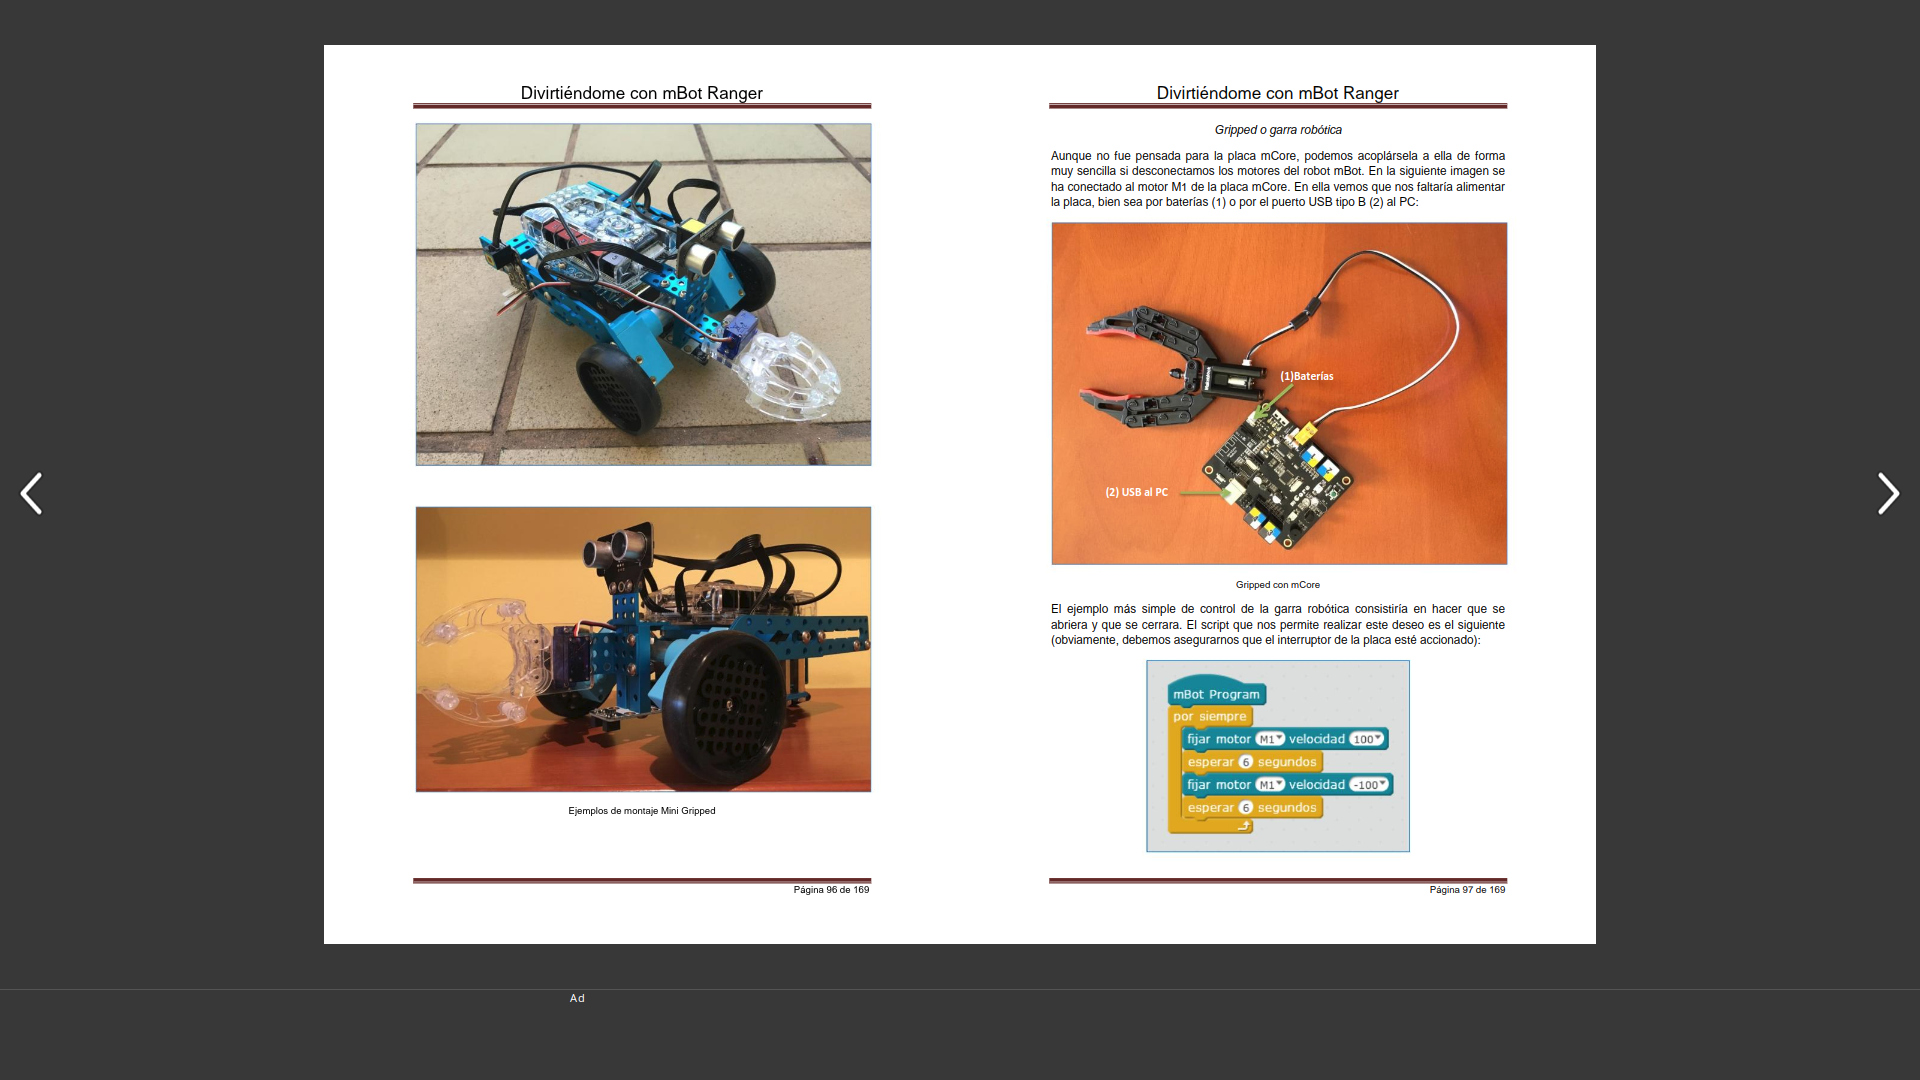 Divirtiéndome con mBot Ranger
Ejemplos de montaje Mini Gripped
Página 96 de 169
Divirtiéndome con mBot Ranger
Gripped o garra robótica
Aunque no fue pensada para la placa mCore, podemos acoplársela a ella de forma
muy sencilla si desconectamos los motores del robot mBot. En la siguiente imagen se
ha conectado al motor M1 de la placa mCore. En ella vemos que nos faltaría alimentar
la placa, bien sea por baterías (1) o por el puerto USB tipo B (2) al PC:
(1)Baterías
(2) USB al PC
Gripped con mCore
El ejemplo más simple de control de la garra robótica consistiría en hacer que se
abriera y que se cerrara. El script que nos permite realizar este deseo es el siguiente
(obviamente, debemos asegurarnos que el interruptor de la placa esté accionado):
mBot Program
por siempre
fijar motor M1 velocidad 100
esperar 6 segundos
fijar motor M1 velocidad -100
esperar 6 segundos
Página 97 de 169
Ad